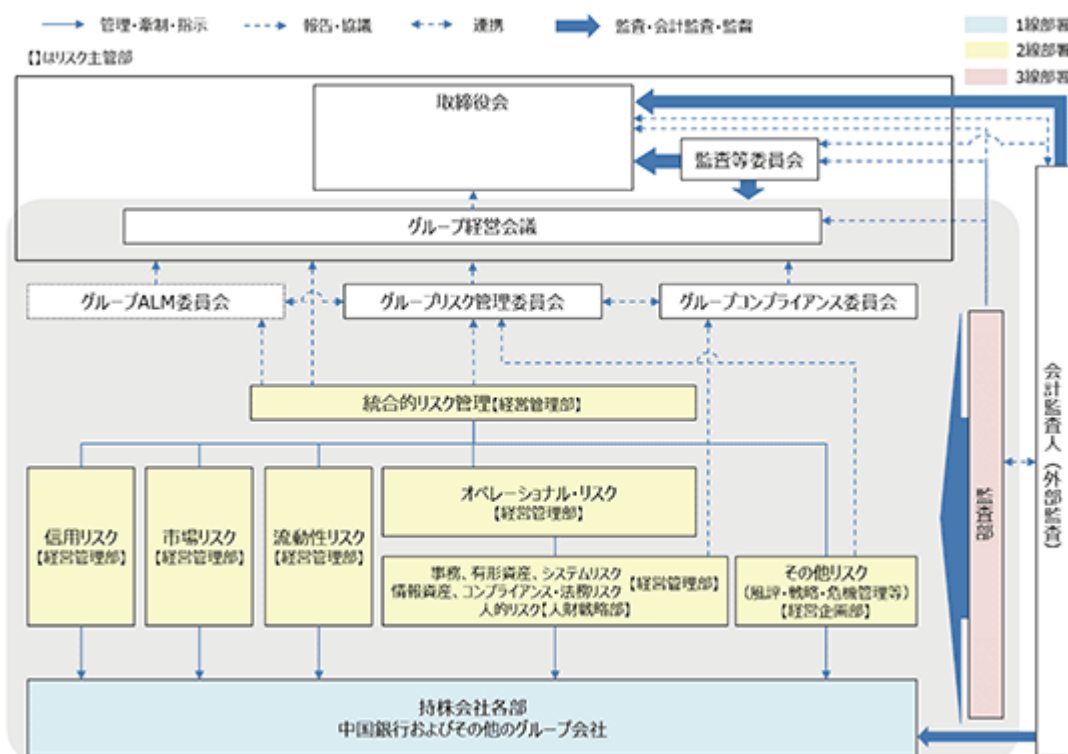 管理・牽制・指示
報告・協議
連携
監査・会計監査・監督
1線部署
2線部署
3線部署
【】はリスク主管部
取締役会
監査等委員会
グループ経営会議
グループALM委員会
グループリスク管理委員会
グループコンプライアンス委員会
統合的リスク管理【経営管理部】
信用リスク
【経営管理部】
市場リスク
【経営管理部】
流動性リスク
【経営管理部】
オペレーショナル・リスク
【経営管理部】
事務、有形資産、システムリスク
情報資産、コンプライアンス・法務リスク
【経営管理部】
人的リスク【人財戦略部】
その他リスク
(風評・戦略・危機管理等)
【経営企画部】
監査部
会計監査人(外部監査)
持株会社各部
中国銀行およびその他のグループ会社